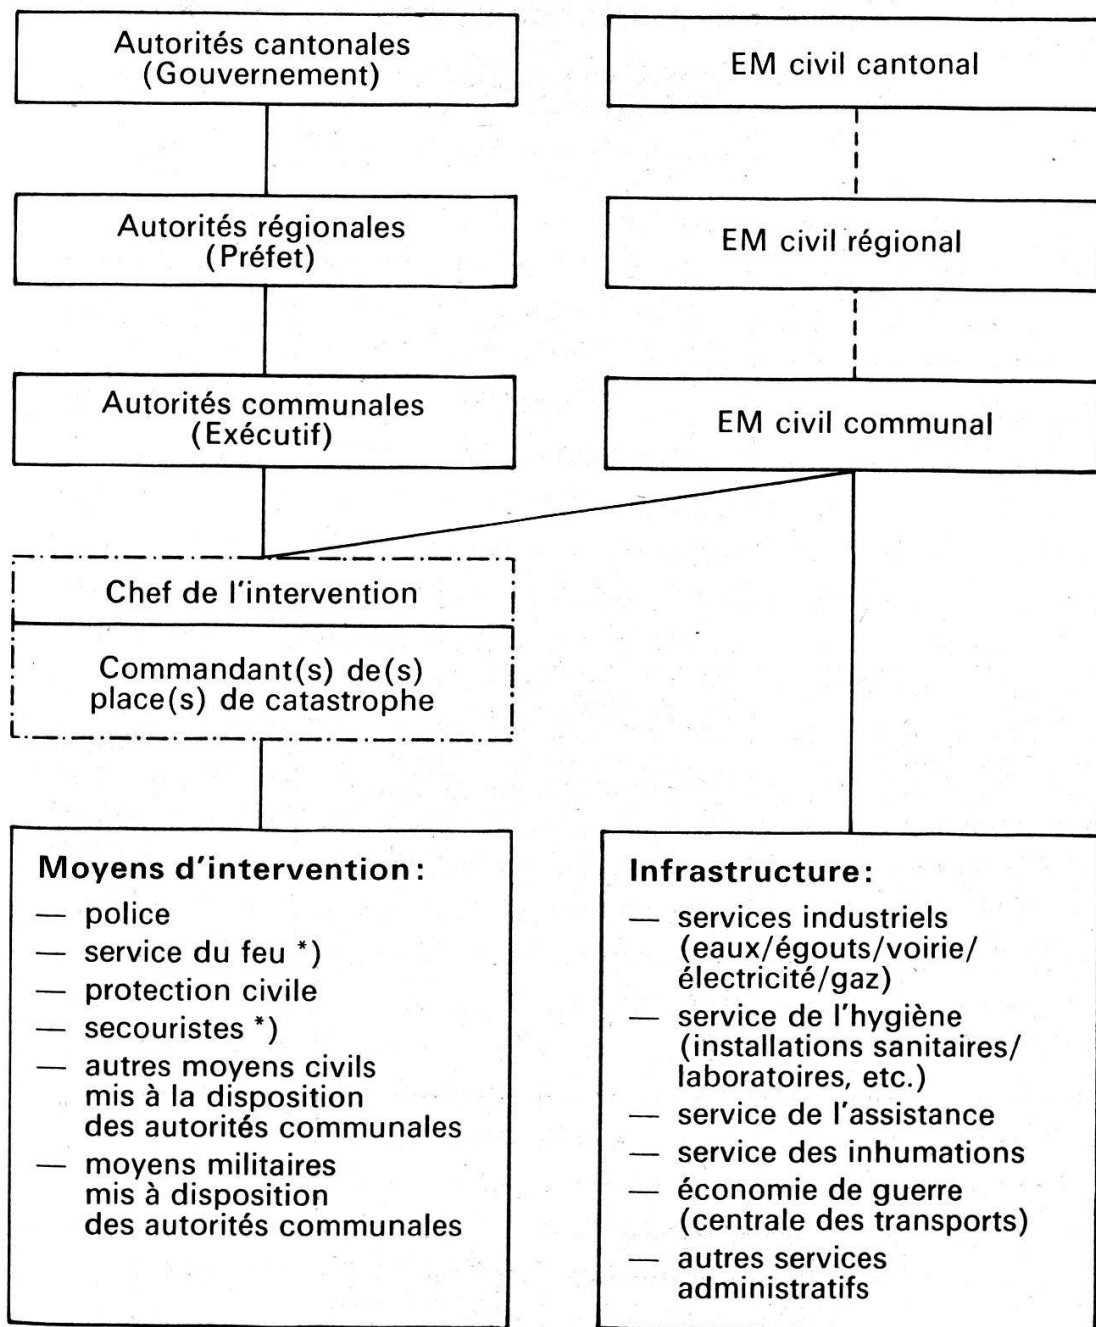 Autorités cantonales
(Gouvernement)
EM civil cantonal
Autorités régionales
(Préfet)
EM civil régional
Autorités communales
(Exécutif)
EM civil communal
Chef de l'intervention
Commandant(s) de(s)
place(s) de catastrophe
Moyens d'intervention:
— police
— service du feu *)
— protection civile
— secouristes *)
— autres moyens civils
mis à la disposition
des autorités communales
— moyens militaires
mis à disposition
des autorités communales
Infrastructure:
— services industriels
(eaux/égouts/voirie/
électricité/gaz)
— service de l'hygiène
(installations sanitaires/
laboratoires, etc.)
— service de l'assistance
— service des inhumations
— économie de guerre
(centrale des transports)
— autres services
administratifs